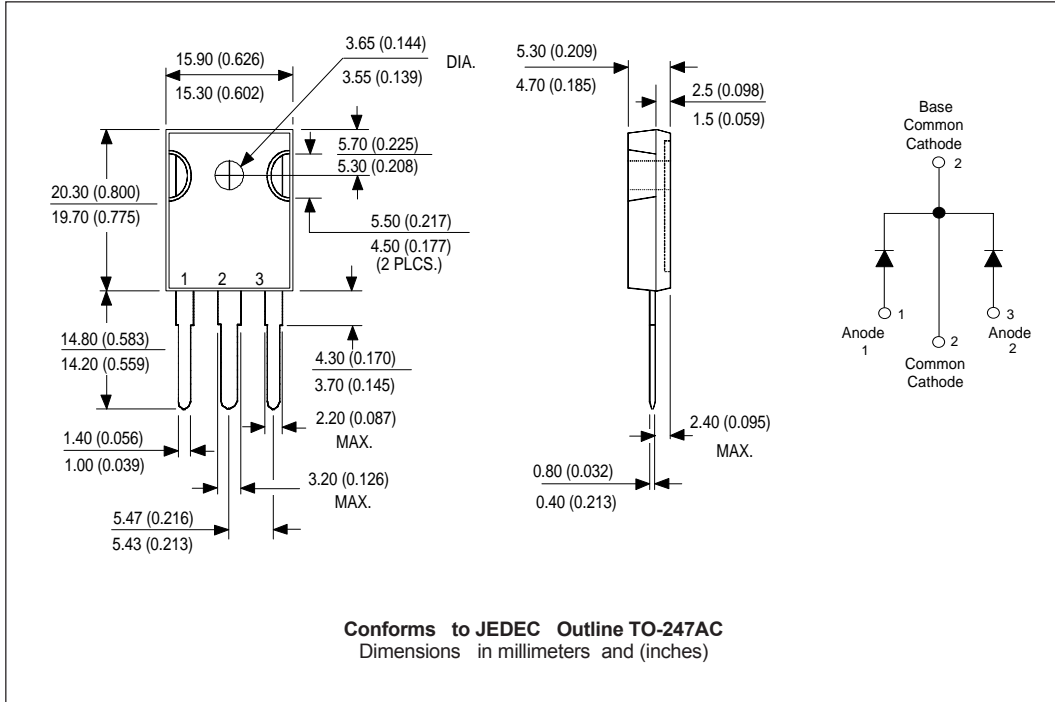 15.90 (0.626)
15.30 (0.602)
3.65 (0.144)
3.55 (0.139)
DIA.
5.70 (0.225)
5.30 (0.208)
20.30 (0.800)
19.70 (0.775)
5.50 (0.217)
4.50 (0.177)
(2 PLCS.)
1 2 3
14.80 (0.583)
14.20 (0.559)
4.30 (0.170)
3.70 (0.145)
2.20 (0.087)
MAX.
1.40 (0.056)
1.00 (0.039)
3.20 (0.126)
MAX.
5.47 (0.216)
5.43 (0.213)
5.30 (0.209)
4.70 (0.185)
2.5 (0.098)
1.5 (0.059)
2.40 (0.095)
MAX.
0.80 (0.032)
0.40 (0.213)
Base
Common
Cathode
2
1
Anode
1
2
Common
Cathode
3
Anode
2
Conforms to JEDEC Outline TO-247AC
Dimensions in millimeters and (inches)